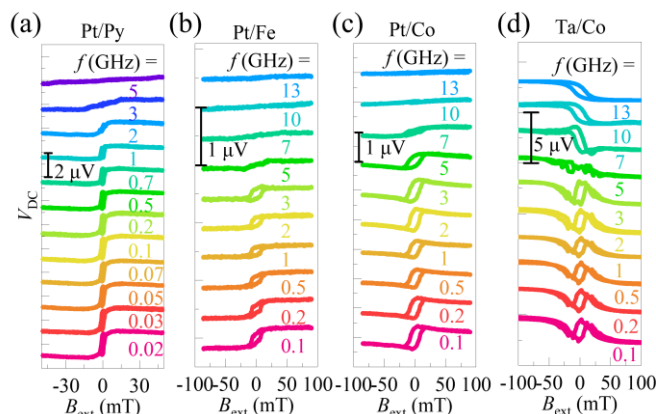 (a) Pt/Py
f (GHz) =
5
3
2
1
2 μV
0.7
0.5
0.2
0.1
0.07
0.05
0.03
0.02
V_DC
-30 0 30
B_ext (mT)
(b) Pt/Fe
f (GHz) =
13
10
7
1 μV
5
3
2
1
0.5
0.2
0.1
-100 -50 0 50 100
B_ext (mT)
(c) Pt/Co
f (GHz) =
13
10
1 μV
7
5
3
2
1
0.5
0.2
0.1
-100 -50 0 50 100
B_ext (mT)
(d) Ta/Co
f (GHz) =
13
10
5 μV
7
5
3
2
1
0.5
0.2
0.1
-100 -50 0 50 100
B_ext (mT)